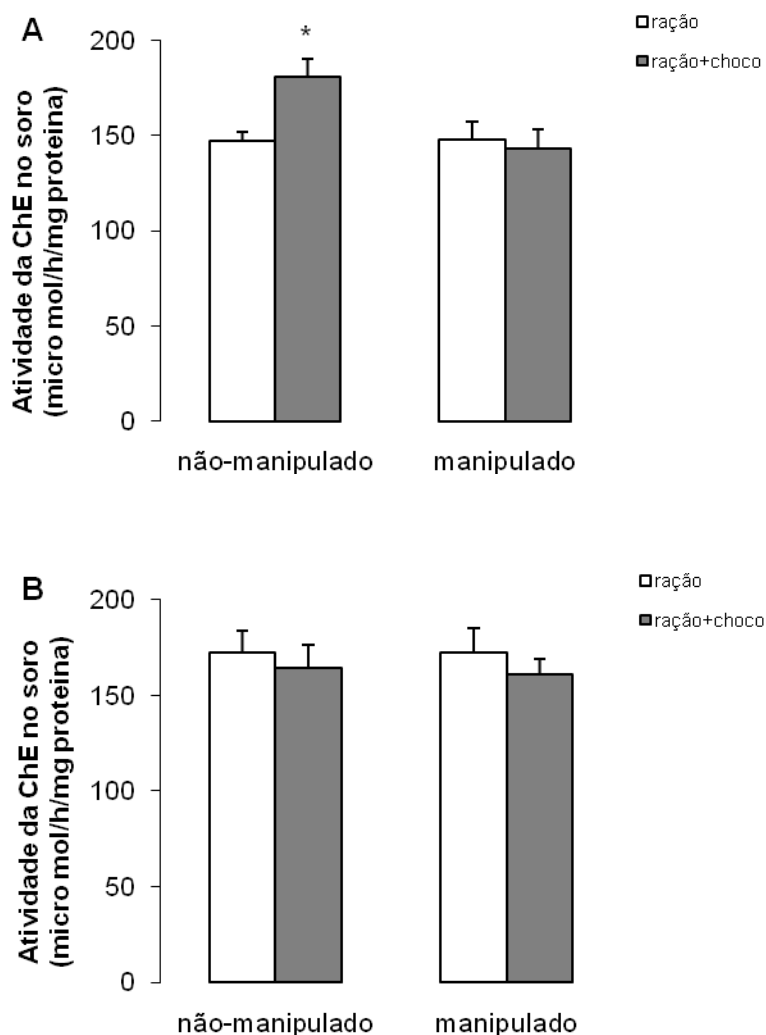 A
ração
ração+choco
*
Atividade da ChE no soro
(micro mol/h/mg proteina)
200
150
100
50
0
não-manipulado manipulado
B
ração
ração+choco
Atividade da ChE no soro
(micro mol/h/mg proteina)
200
150
100
50
0
não-manipulado manipulado